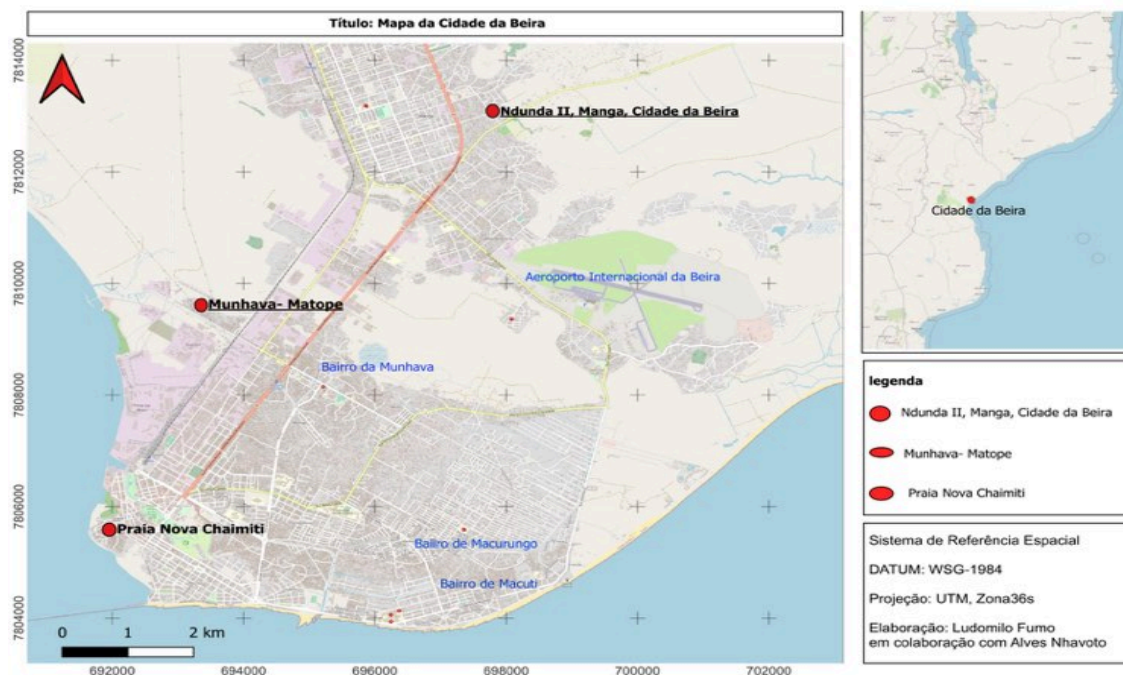 Título: Mapa da Cidade da Beira
7814000
7812000
7810000
7808000
7806000
7804000
Ndunda II, Manga, Cidade da Beira
Aeroporto Internacional da Beira
Munhava- Matope
Bairro da Munhava
Praia Nova Chaimiti
Bairro de Macurungo
Bairro de Macuti
0 1 2 km
692000 694000 696000 698000 700000 702000
Cidade da Beira
legenda
Ndunda II, Manga, Cidade da Beira
Munhava- Matope
Praia Nova Chaimiti
Sistema de Referência Espacial
DATUM: WSG-1984
Projeção: UTM, Zona36s
Elaboração: Ludomilo Fumo
em colaboração com Alves Nhavoto